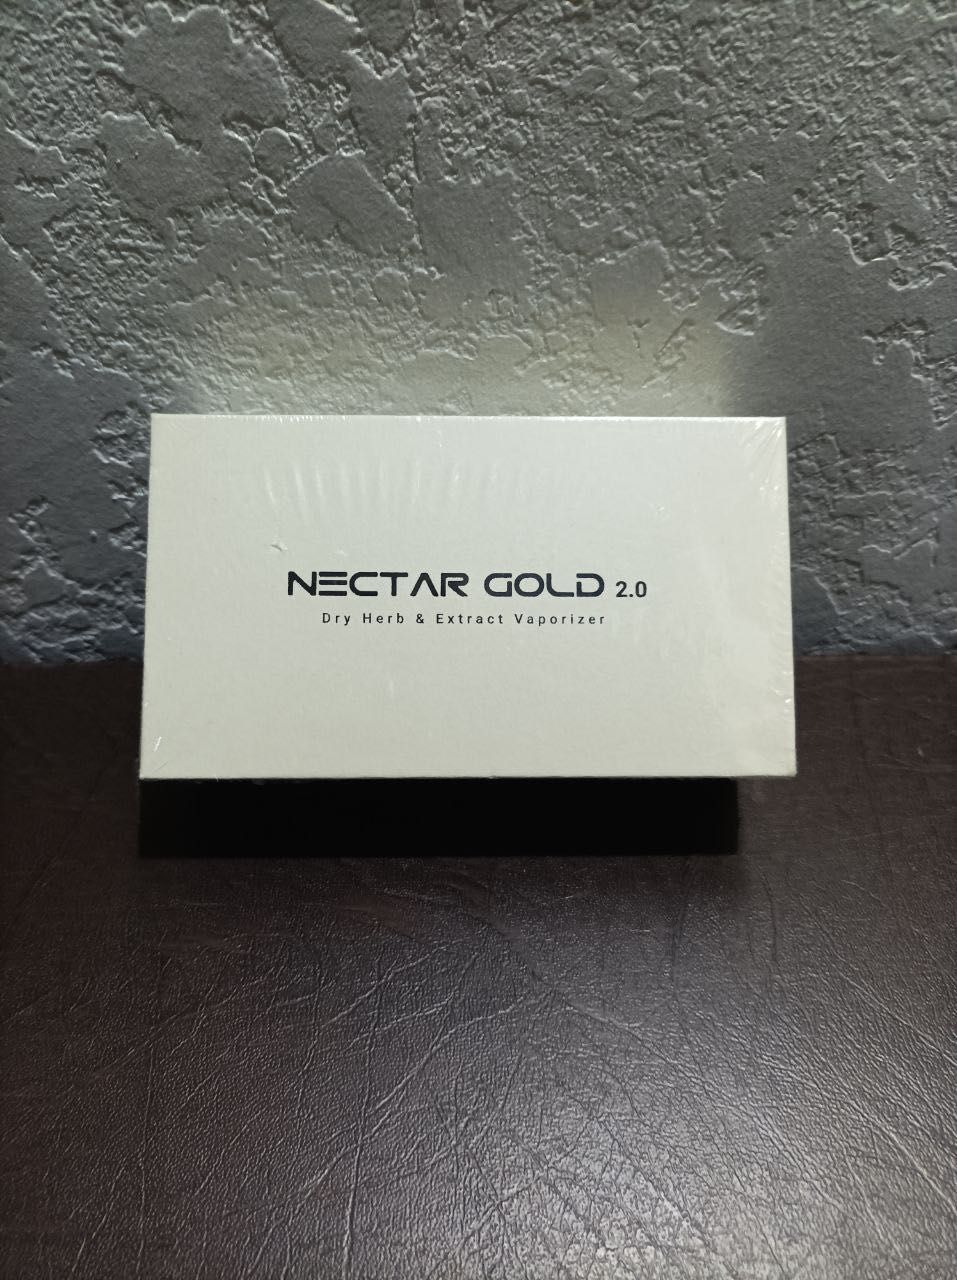 NECTAR GOLD 2.0
Dry Herb & Extract Vaporizer